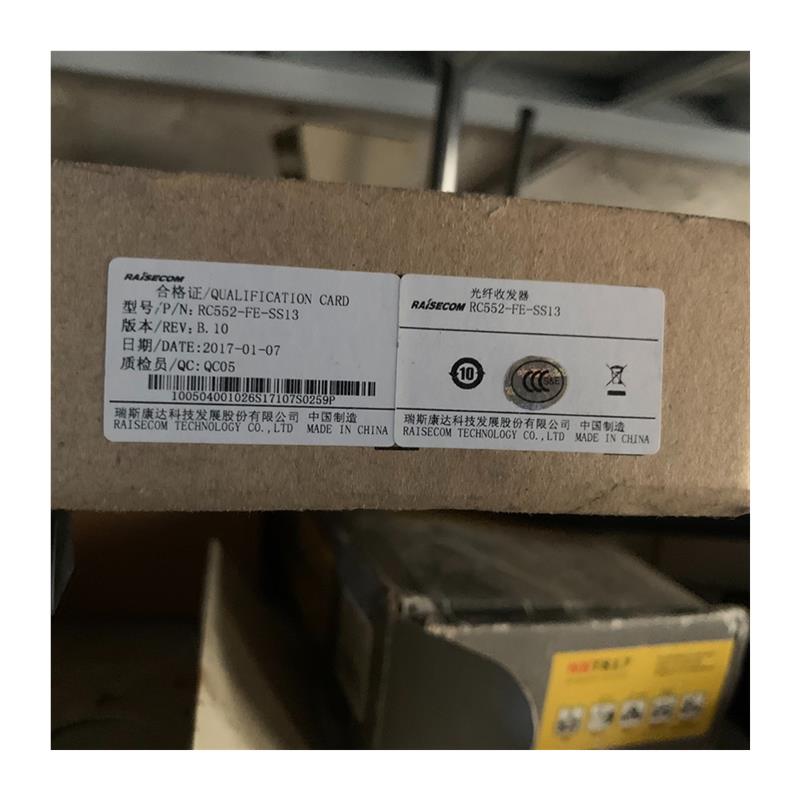 RAISECOM
合格证/QUALIFICATION CARD
型号/P/N: RC552-FE-SS13
版本/REV: B.10
日期/DATE:2017-01-07
质检员/QC: QC05
100504001026S17107S0259P
瑞斯康达科技发展股份有限公司 中国制造
RAISECOM TECHNOLOGY CO.,LTD MADE IN CHINA
光纤收发器
RAISECOM RC552-FE-SS13
10
CCC S&E
瑞斯康达科技发展股份有限公司 中国制造
RAISECOM TECHNOLOGY CO.,LTD MADE IN CHINA